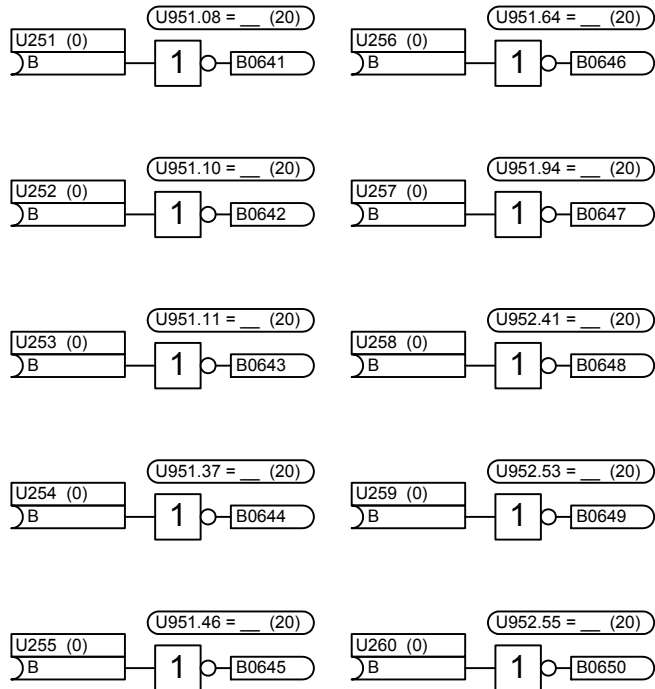 U951.08 = __ (20)
U251 (0)
B
1
B0641
U951.64 = __ (20)
U256 (0)
B
1
B0646
U951.10 = __ (20)
U252 (0)
B
1
B0642
U951.94 = __ (20)
U257 (0)
B
1
B0647
U951.11 = __ (20)
U253 (0)
B
1
B0643
U952.41 = __ (20)
U258 (0)
B
1
B0648
U951.37 = __ (20)
U254 (0)
B
1
B0644
U952.53 = __ (20)
U259 (0)
B
1
B0649
U951.46 = __ (20)
U255 (0)
B
1
B0645
U952.55 = __ (20)
U260 (0)
B
1
B0650